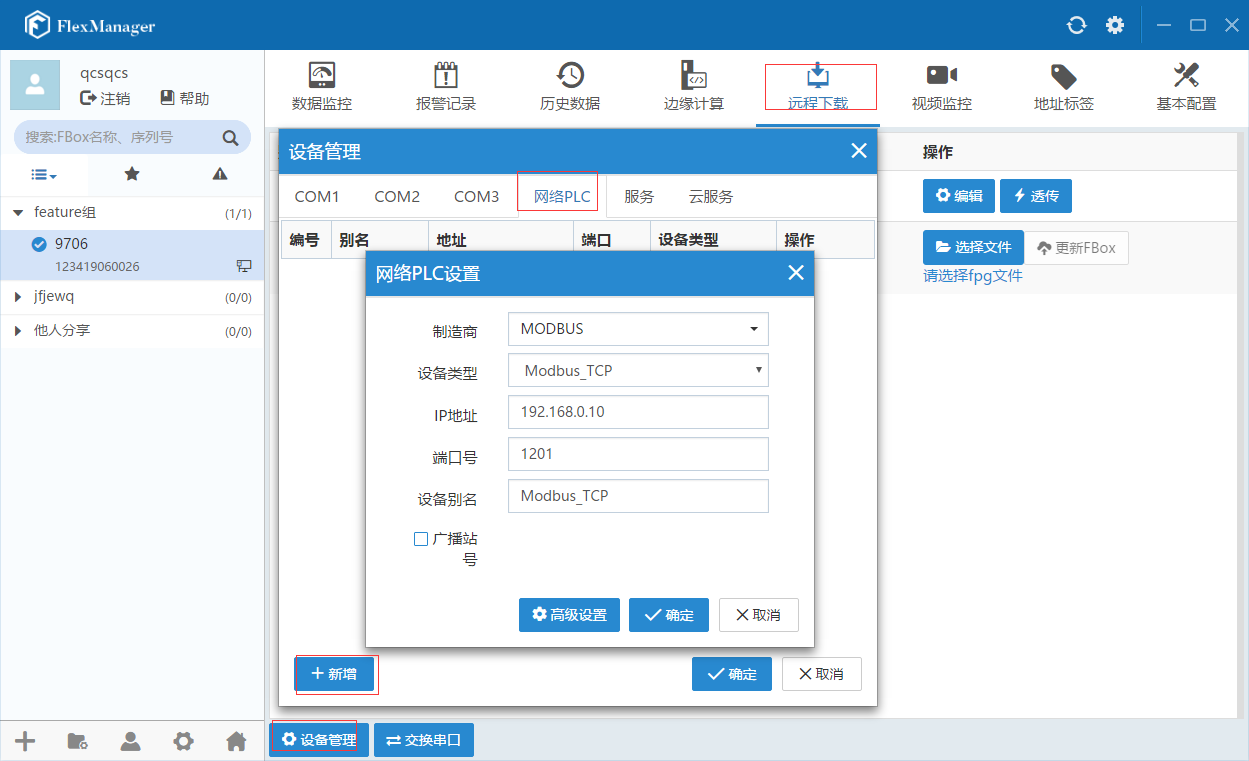 FlexManager
qcsqcs
注销 帮助
搜索:FBox名称、序列号
feature组 (1/1)
9706
123419060026
jfjewq (0/0)
他人分享 (0/0)
数据监控 报警记录 历史数据 边缘计算 远程下载 视频监控 地址标签 基本配置
操作
编辑 透传
选择文件 更新FBox
请选择fpg文件
设备管理
COM1 COM2 COM3 网络PLC 服务 云服务
编号 别名 地址 端口 设备类型 操作
网络PLC设置
制造商 MODBUS
设备类型 Modbus_TCP
IP地址 192.168.0.10
端口号 1201
设备别名 Modbus_TCP
广播站
号
高级设置 确定 取消
新增 确定 取消
设备管理 交换串口